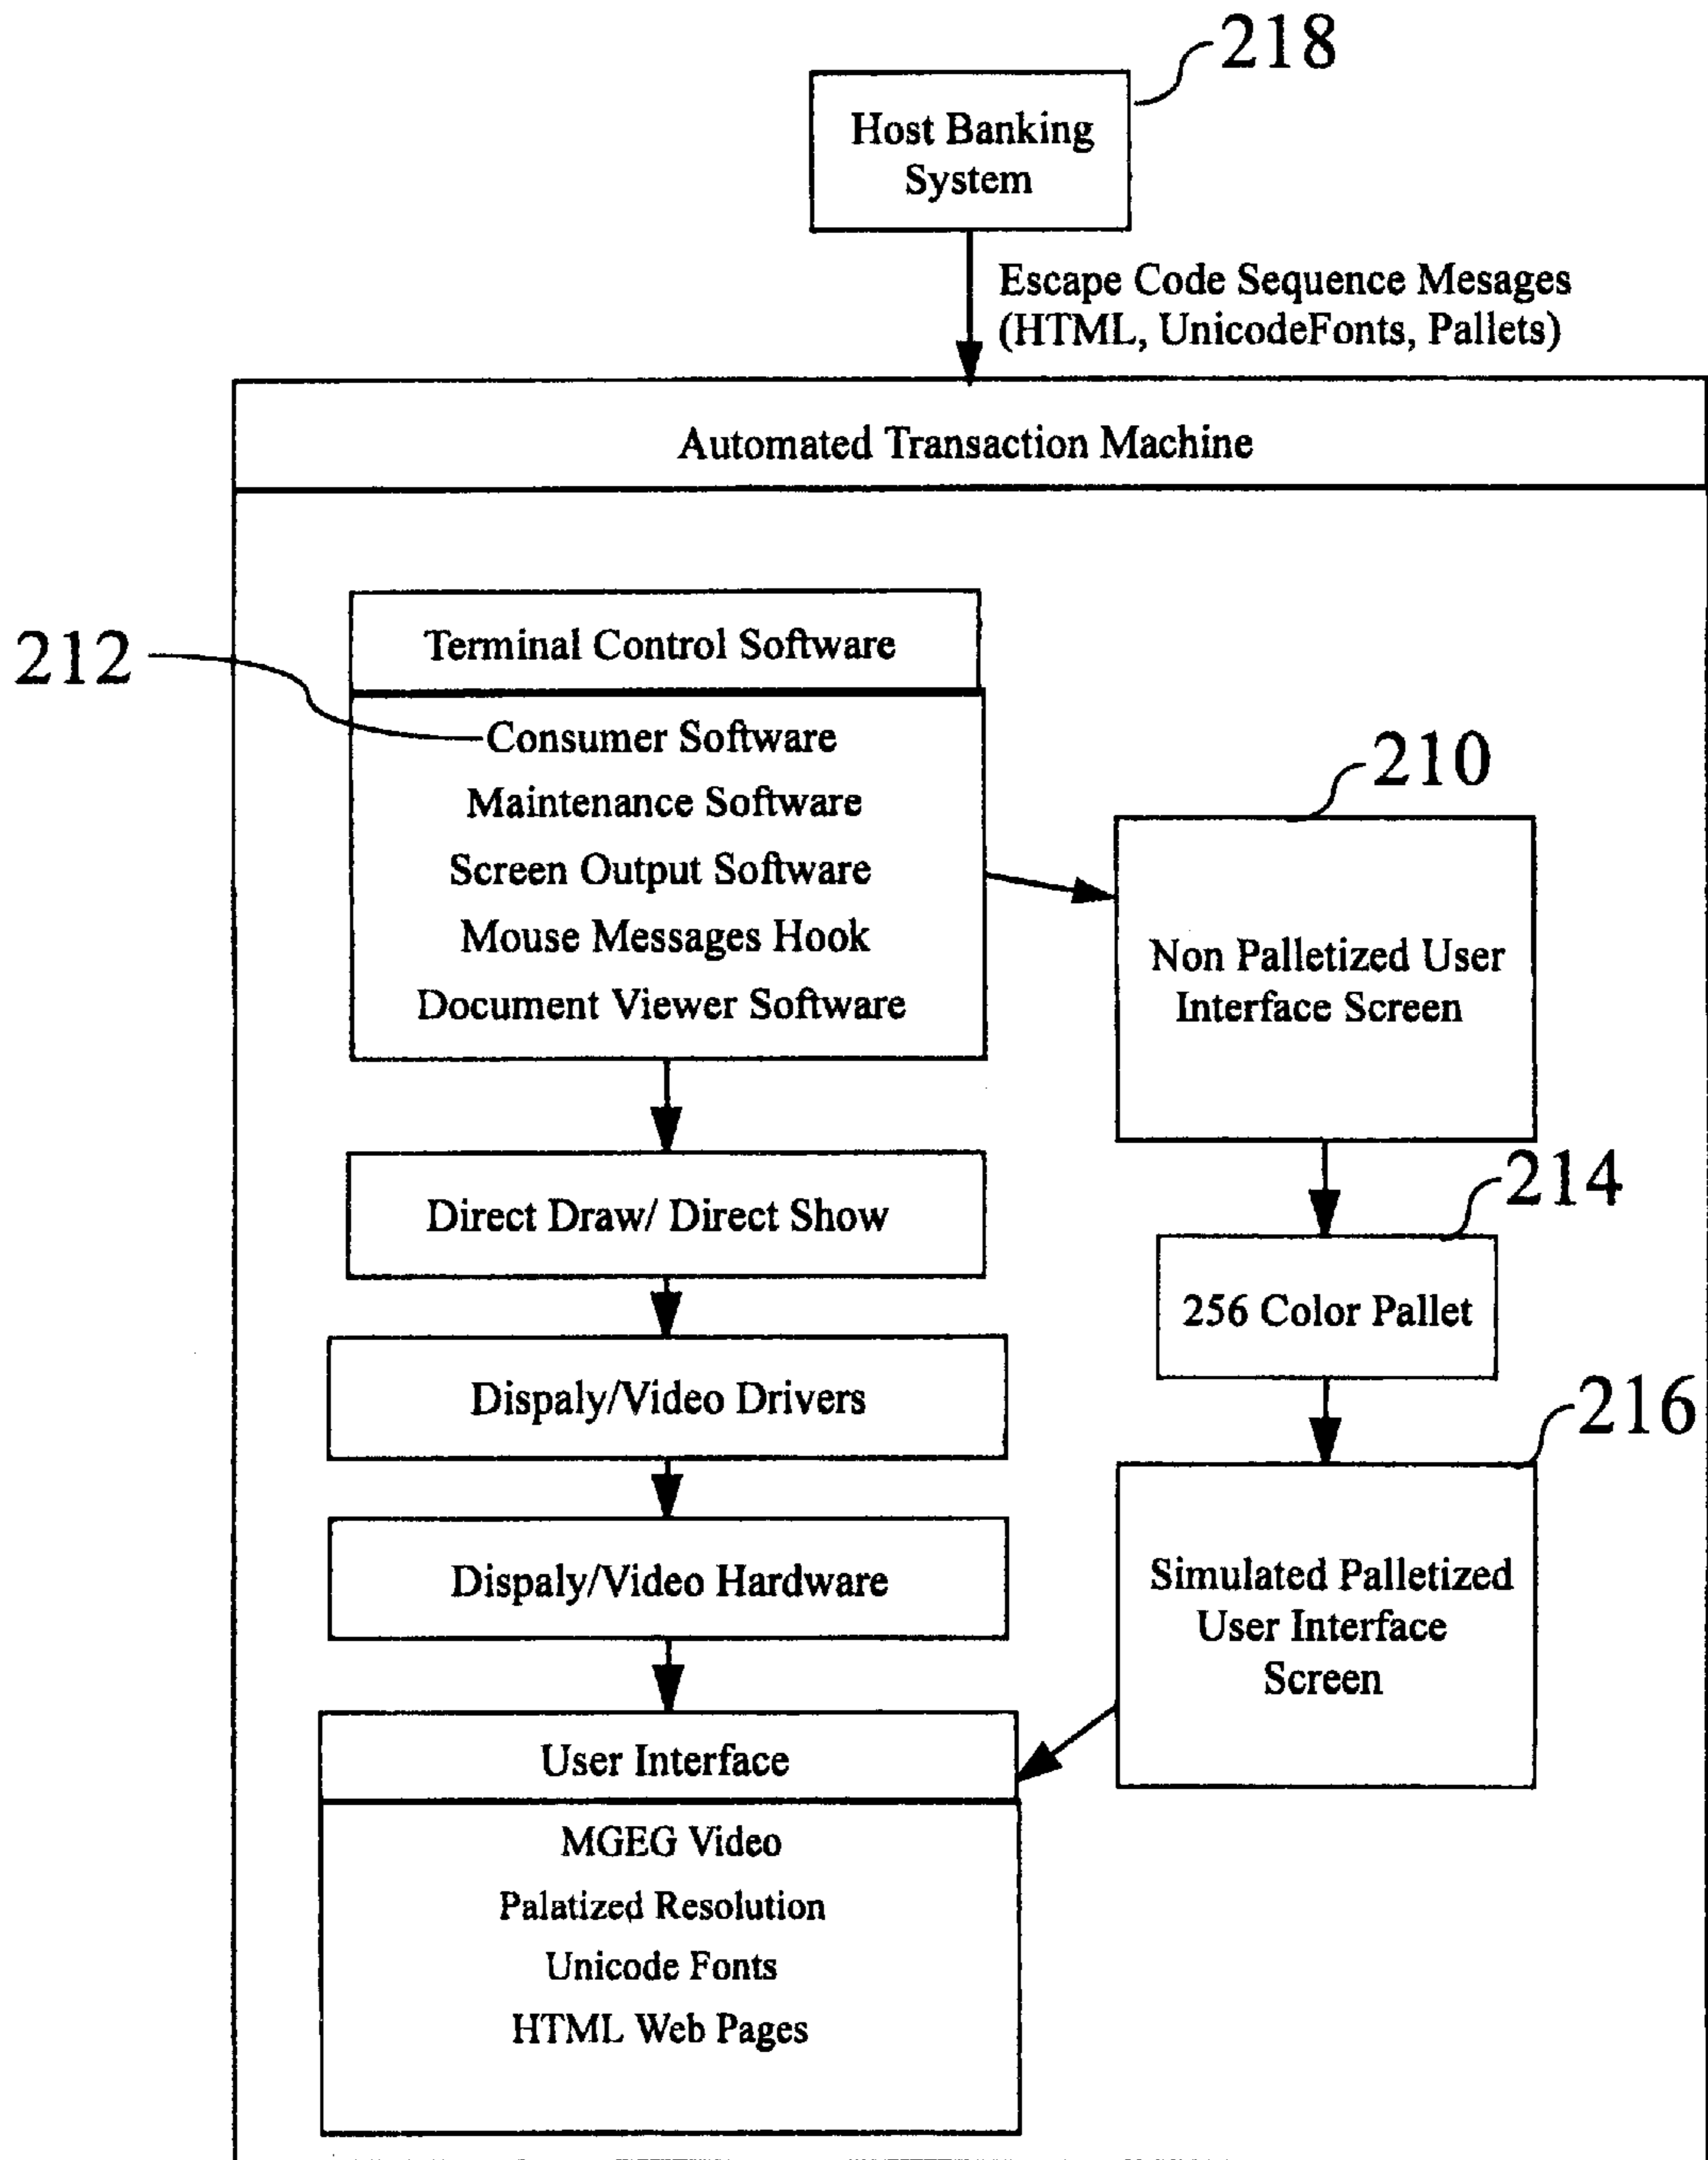 218
Host Banking
System
Escape Code Sequence Mesages
(HTML, UnicodeFonts, Pallets)
Automated Transaction Machine
212
Terminal Control Software
Consumer Software
Maintenance Software
Screen Output Software
Mouse Messages Hook
Document Viewer Software
210
Non Palletized User
Interface Screen
Direct Draw/ Direct Show
214
256 Color Pallet
Dispaly/Video Drivers
216
Dispaly/Video Hardware
Simulated Palletized
User Interface
Screen
User Interface
MGEG Video
Palatized Resolution
Unicode Fonts
HTML Web Pages